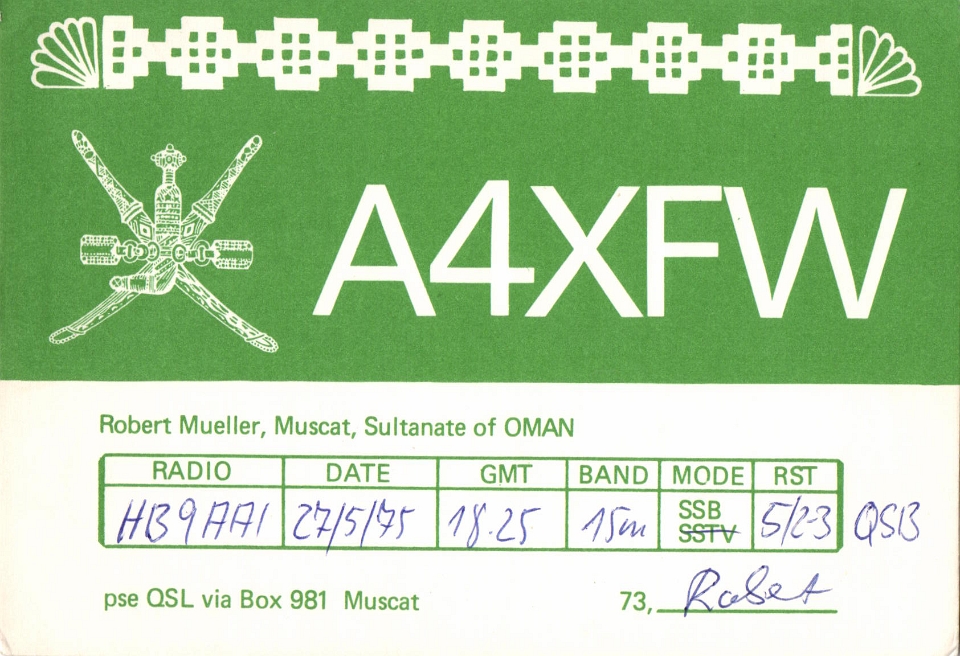 A4XFW
Robert Mueller, Muscat, Sultanate of OMAN
RADIO DATE GMT BAND MODE RST
HB9AAI 27/5/75 18.25 15m SSB SSTV 5/2-3 QSB
pse QSL via Box 981 Muscat 73, Robert